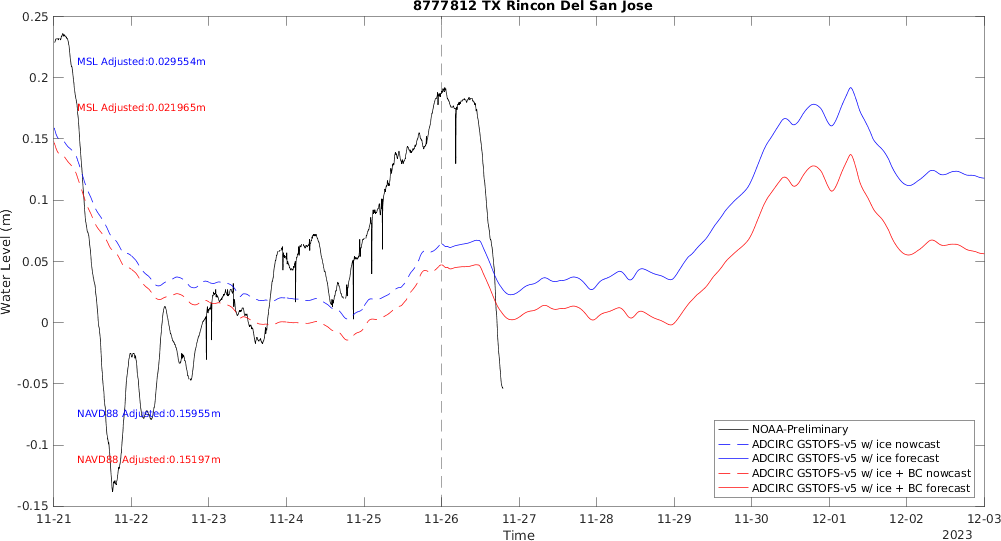 8777812 TX Rincon Del San Jose
0.25
0.2
0.15
0.1
0.05
0
-0.05
-0.1
-0.15
Water Level (m)
MSL Adjusted:0.029554m
MSL Adjusted:0.021965m
NAVD88 Adjusted:0.15955m
NAVD88 Adjusted:0.15197m
NOAA-Preliminary
ADCIRC GSTOFS-v5 w/ ice nowcast
ADCIRC GSTOFS-v5 w/ ice forecast
ADCIRC GSTOFS-v5 w/ ice + BC nowcast
ADCIRC GSTOFS-v5 w/ ice + BC forecast
11-21 11-22 11-23 11-24 11-25 11-26 11-27 11-28 11-29 11-30 12-01 12-02 12-03
Time
2023